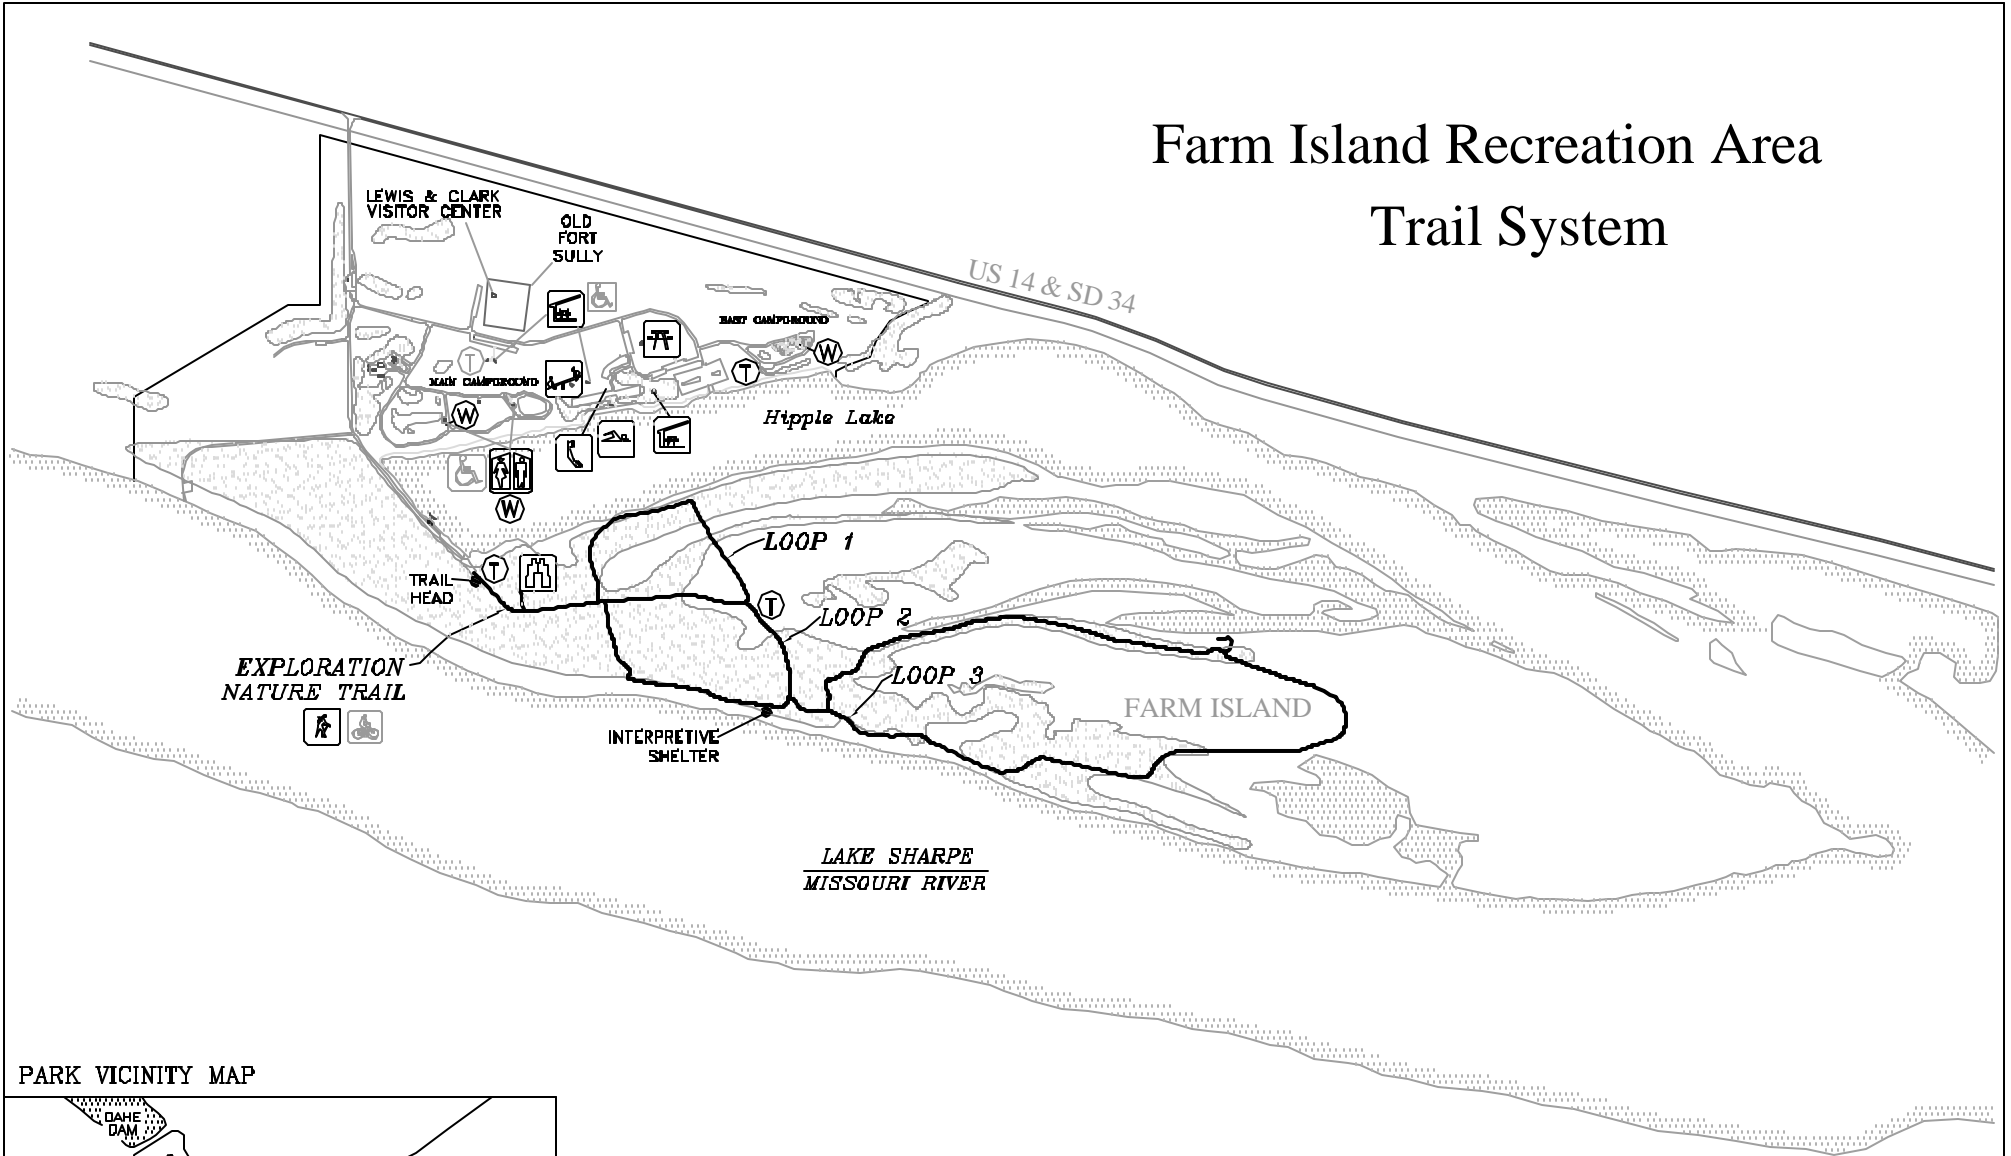 Farm Island Recreation Area
Trail System
LEWIS & CLARK
VISITOR CENTER
OLD
FORT
SULLY
US 14 & SD 34
EAST CAMPGROUND
W
T
T
MAIN CAMPGROUND
W
Hipple Lake
W
LOOP 1
T
TRAIL
HEAD
T
LOOP 2
EXPLORATION
NATURE TRAIL
LOOP 3
FARM ISLAND
INTERPRETIVE
SHELTER
LAKE SHARPE
MISSOURI RIVER
PARK VICINITY MAP
OAHE
DAM